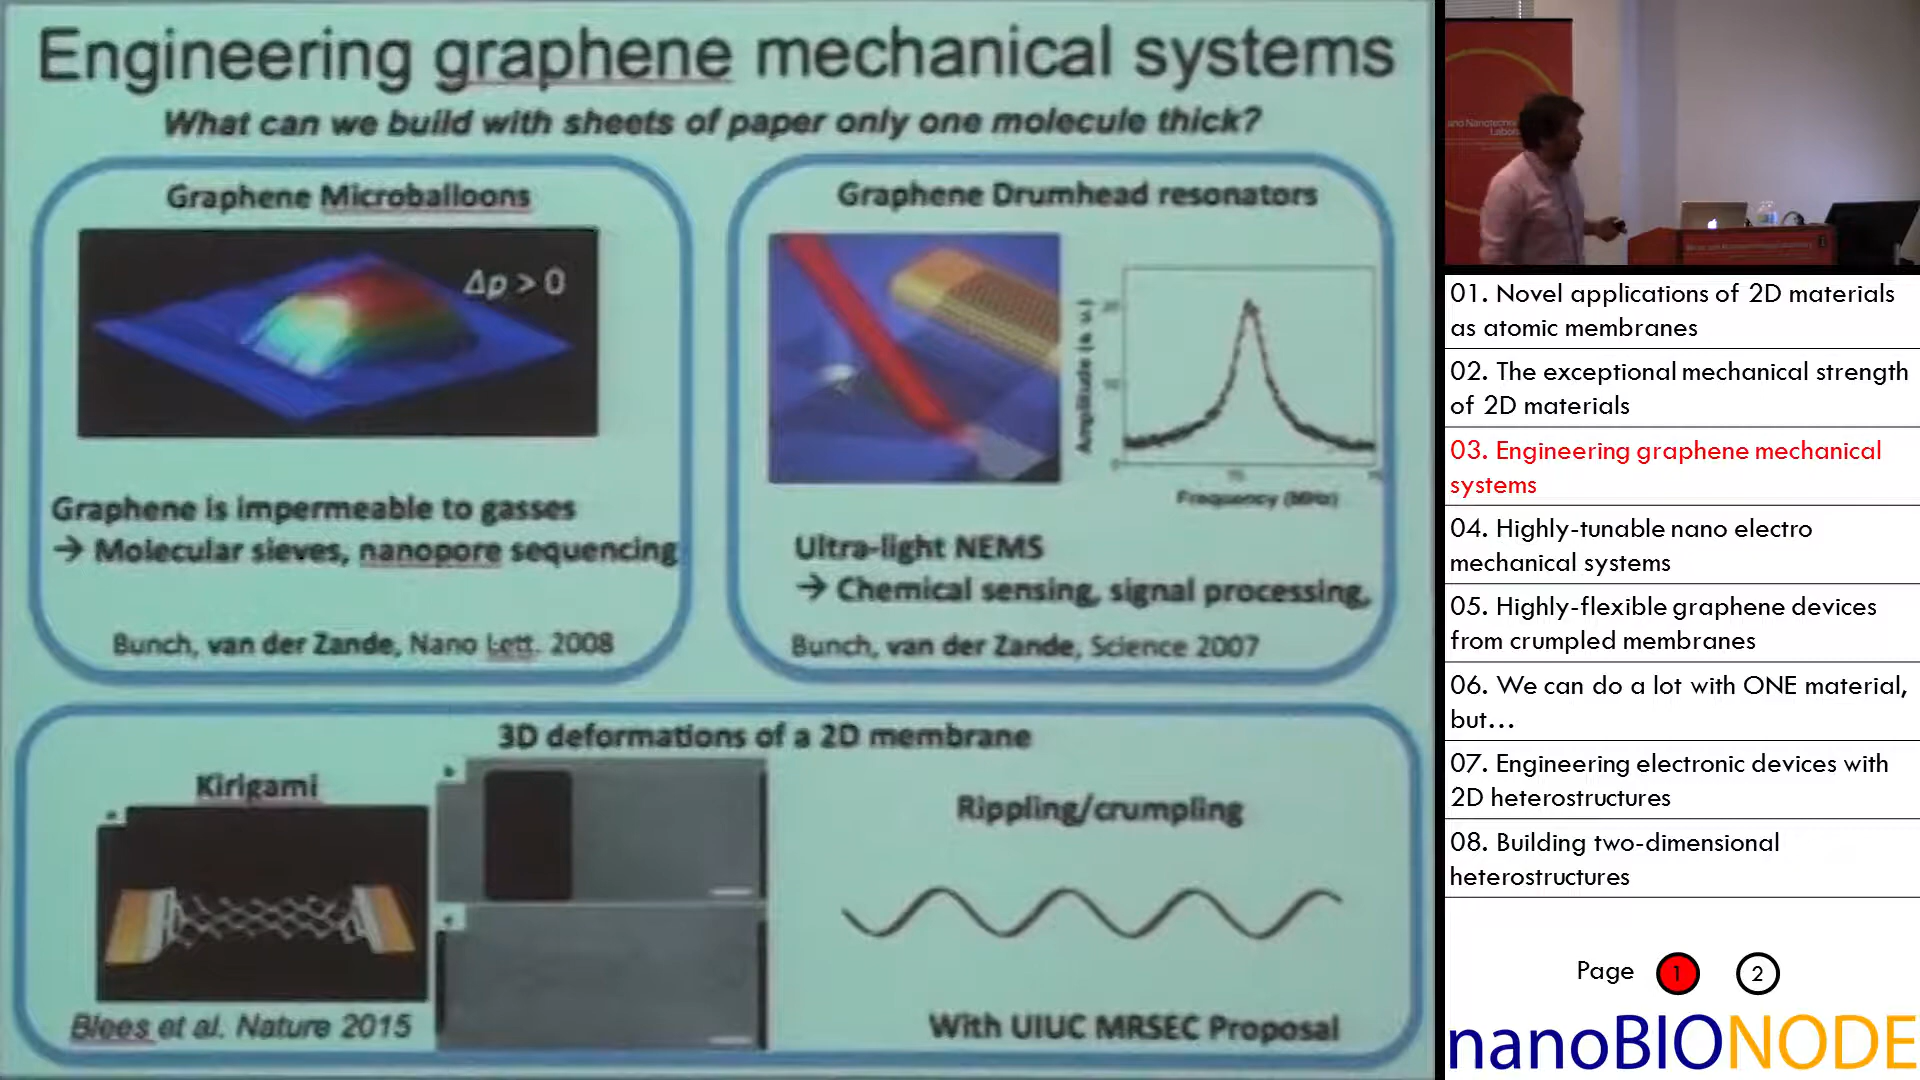 Engineering graphene mechanical systems
What can we build with sheets of paper only one molecule thick?
Graphene Microballoons
Δp > 0
Graphene is impermeable to gasses
→ Molecular sieves, nanopore sequencing
Bunch, van der Zande, Nano Lett. 2008
Graphene Drumhead resonators
Amplitude (a. u.)
20
10
0
Frequency (MHz)
Ultra-light NEMS
→ Chemical sensing, signal processing,
Bunch, van der Zande, Science 2007
3D deformations of a 2D membrane
Kirigami
Blees et al. Nature 2015
Rippling/crumpling
With UIUC MRSEC Proposal
01. Novel applications of 2D materials
as atomic membranes
02. The exceptional mechanical strength
of 2D materials
03. Engineering graphene mechanical
systems
04. Highly-tunable nano electro
mechanical systems
05. Highly-flexible graphene devices
from crumpled membranes
06. We can do a lot with ONE material,
but...
07. Engineering electronic devices with
2D heterostructures
08. Building two-dimensional
heterostructures
Page 1 2
nanoBIONODE